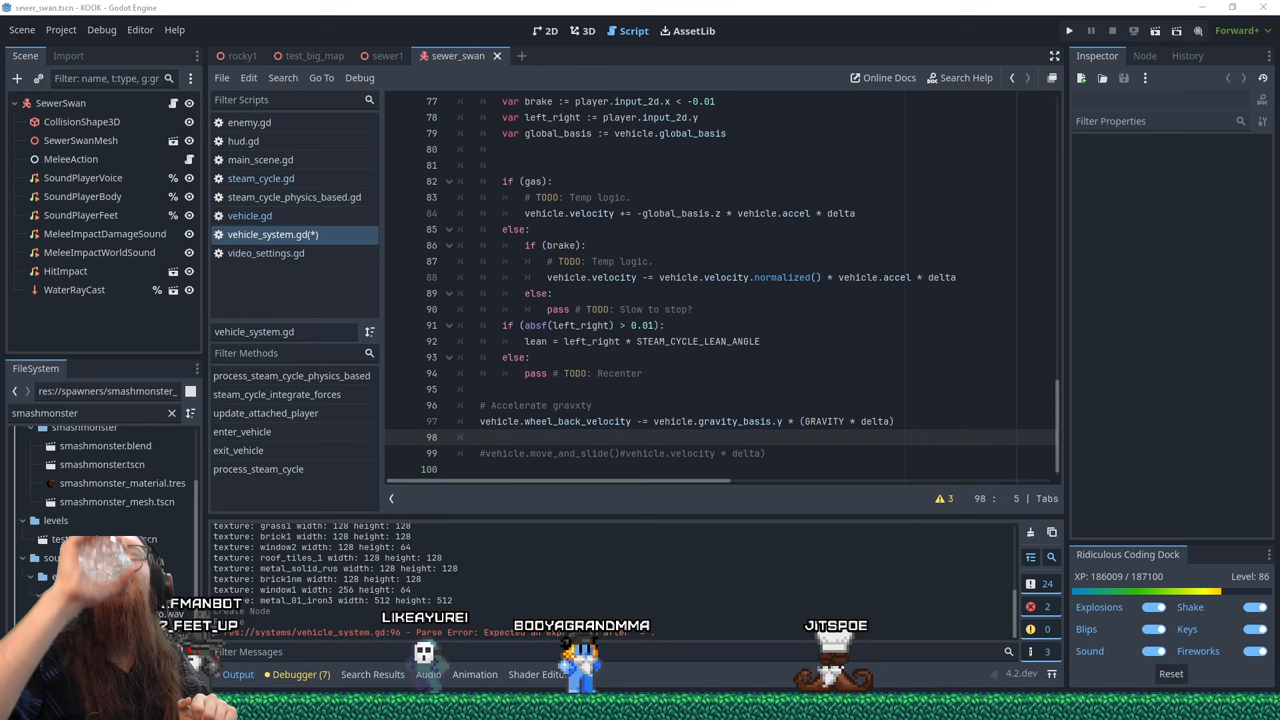 sewer_swan.tscn - KOOK - Godot Engine
Scene Project Debug Editor Help
2D 3D Script AssetLib
Forward+
Scene Import
Filter: name, t:type, g:gr
SewerSwan
CollisionShape3D
SewerSwanMesh
MeleeAction
SoundPlayerVoice
SoundPlayerBody
SoundPlayerFeet
MeleeImpactDamageSound
MeleeImpactWorldSound
HitImpact
WaterRayCast
FileSystem
res://spawners/smashmonster_
smashmonster
smashmonster
smashmonster.blend
smashmonster.tscn
smashmonster_material.tres
smashmonster_mesh.tscn
levels
rocky1 test_big_map sewer1 sewer_swan
File Edit Search Go To Debug
Online Docs Search Help
Filter Scripts
enemy.gd
hud.gd
main_scene.gd
steam_cycle.gd
steam_cycle_physics_based.gd
vehicle.gd
vehicle_system.gd(*)
video_settings.gd
vehicle_system.gd
Filter Methods
process_steam_cycle_physics_based
steam_cycle_integrate_forces
update_attached_player
enter_vehicle
exit_vehicle
process_steam_cycle
77 var brake := player.input_2d.x < -0.01
78 var left_right := player.input_2d.y
79 var global_basis := vehicle.global_basis
80
81
82 if (gas):
83 # TODO: Temp logic.
84 vehicle.velocity += -global_basis.z * vehicle.accel * delta
85 else:
86 if (brake):
87 # TODO: Temp logic.
88 vehicle.velocity -= vehicle.velocity.normalized() * vehicle.accel * delta
89 else:
90 pass # TODO: Slow to stop?
91 if (absf(left_right) > 0.01):
92 lean = left_right * STEAM_CYCLE_LEAN_ANGLE
93 else:
94 pass # TODO: Recenter
95
96 # Accelerate gravxty
97 vehicle.wheel_back_velocity -= vehicle.gravity_basis.y * (GRAVITY * delta)
98
99 #vehicle.move_and_slide()#vehicle.velocity * delta)
100
3 98 : 5 | Tabs
texture: grass1 width: 128 height: 128
texture: brick1 width: 128 height: 128
texture: window2 width: 128 height: 64
texture: roof_tiles_1 width: 128 height: 128
texture: metal_solid_rus width: 128 height: 128
texture: brick1nm width: 128 height: 128
texture: window1 width: 256 height: 64
texture: metal_01_iron3 width: 512 height: 512
Create Node
24
2
0
3
Filter Messages
Output Debugger (7) Search Results Audio Animation Shader Edit
4.2.dev
Inspector Node History
Filter Properties
Ridiculous Coding Dock
XP: 186009 / 187100 Level: 86
Explosions Shake
Blips Keys
Sound Fireworks
Reset
LIKEAYUREI
BODYAGRANDMMA
JITSPOE